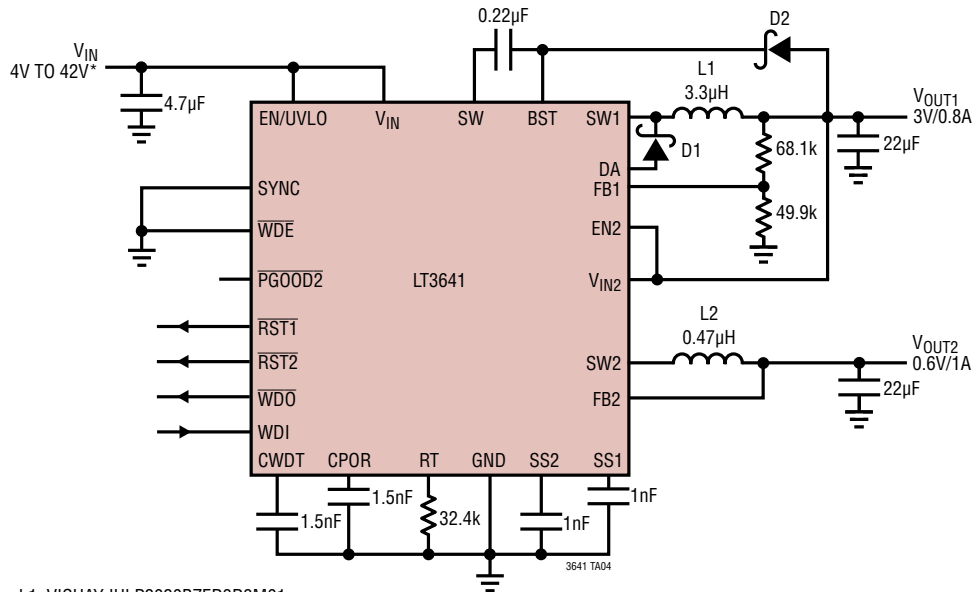 0.22µF
D2
VIN
4V TO 42V*
4.7µF
L1
3.3µH
VOUT1
3V/0.8A
EN/UVLO
VIN
SW
BST
SW1
D1
68.1k
22µF
DA
SYNC
FB1
49.9k
WDE
EN2
PGOOD2
LT3641
VIN2
RST1
L2
0.47µH
RST2
SW2
VOUT2
0.6V/1A
WDO
FB2
22µF
WDI
CWDT
CPOR
RT
GND
SS2
SS1
1.5nF
1.5nF
32.4k
1nF
1nF
3641 TA04